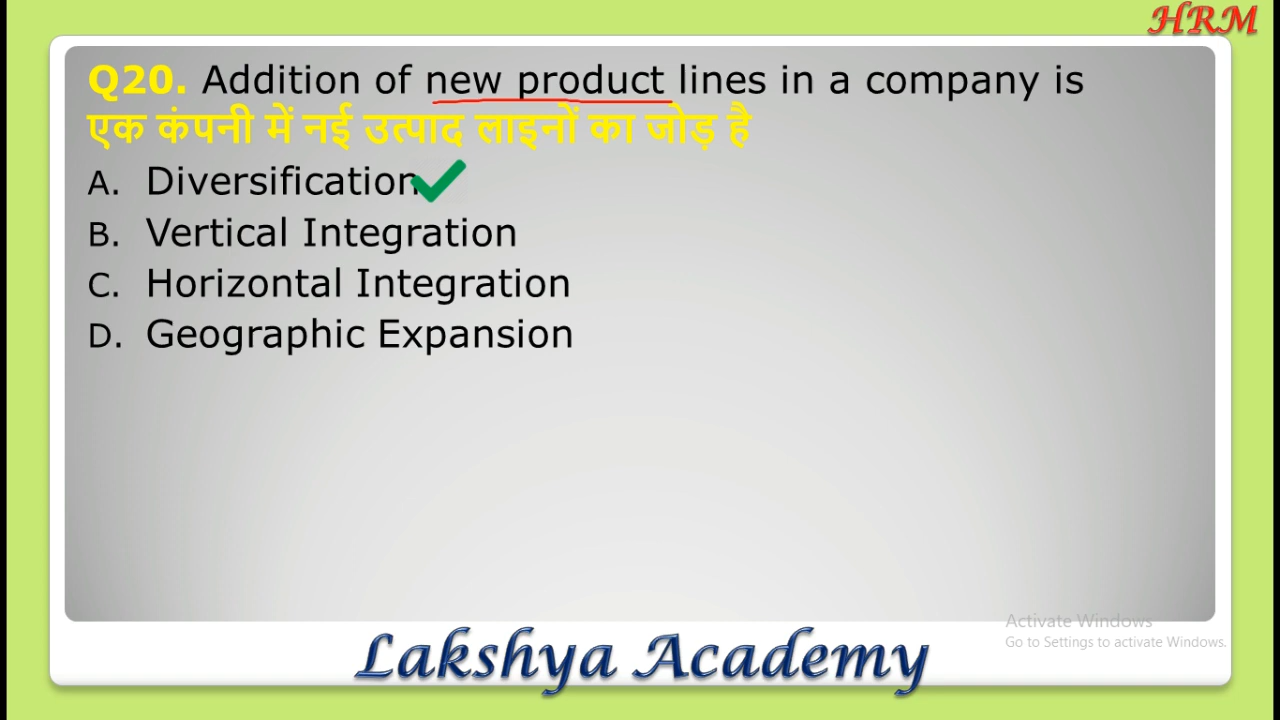 HRM
Q20. Addition of new product lines in a company is
एक कंपनी में नई उत्पाद लाइनों का जोड़ है
A. Diversification
B. Vertical Integration
C. Horizontal Integration
D. Geographic Expansion
Activate Windows
Go to Settings to activate Windows.
Lakshya Academy